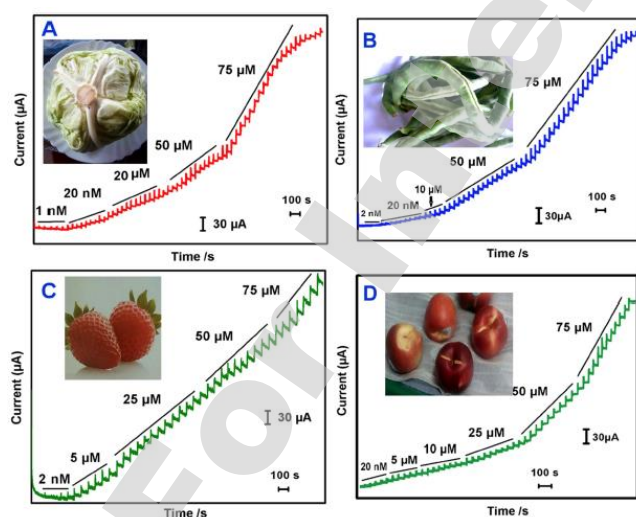 A
75 μM
50 μM
20 μM
20 nM
1 nM
100 s
30 μA
Current (μA)
Time /s
B
75 μM
50 μM
10 μM
20 nM
2 nM
100 s
30μA
Current (μA)
Time /s
C
75 μM
50 μM
25 μM
5 μM
2 nM
30 μA
100 s
Current (μA)
Time /s
D
75 μM
50 μM
25 μM
10 μM
5 μM
20 nM
30μA
100 s
Current (μA)
Time /s
For